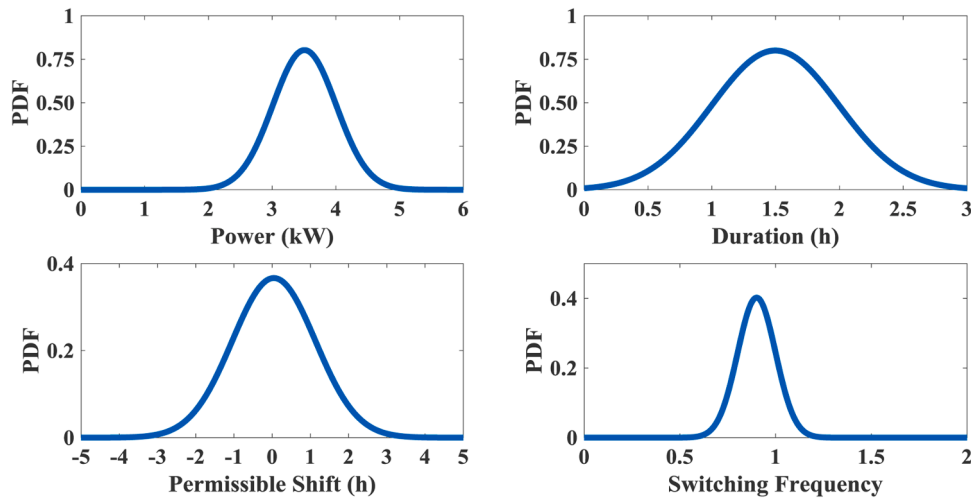 1
0.75
PDF
0.50
0.25
0
0 1 2 3 4 5 6
Power (kW)
1
0.75
PDF
0.50
0.25
0
0 0.5 1 1.5 2 2.5 3
Duration (h)
0.4
PDF
0.2
0
-5 -4 -3 -2 -1 0 1 2 3 4 5
Permissible Shift (h)
0.4
PDF
0.2
0
0 0.5 1 1.5 2
Switching Frequency